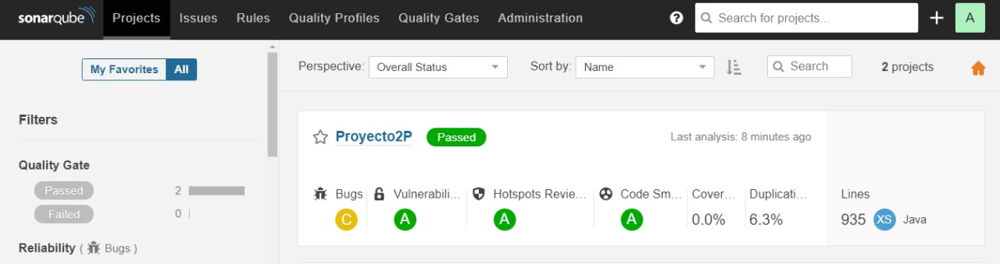 sonarqube Projects Issues Rules Quality Profiles Quality Gates Administration ? Search for projects... + A
My Favorites All
Perspective: Overall Status Sort by: Name Search 2 projects
Filters
Quality Gate
Passed 2
Failed 0
Reliability ( Bugs )
Proyecto2P Passed Last analysis: 8 minutes ago
Bugs Vulnerabili... Hotspots Revie... Code Sm... Cover... Duplicati... Lines
C A A A 0.0% 6.3% 935 XS Java